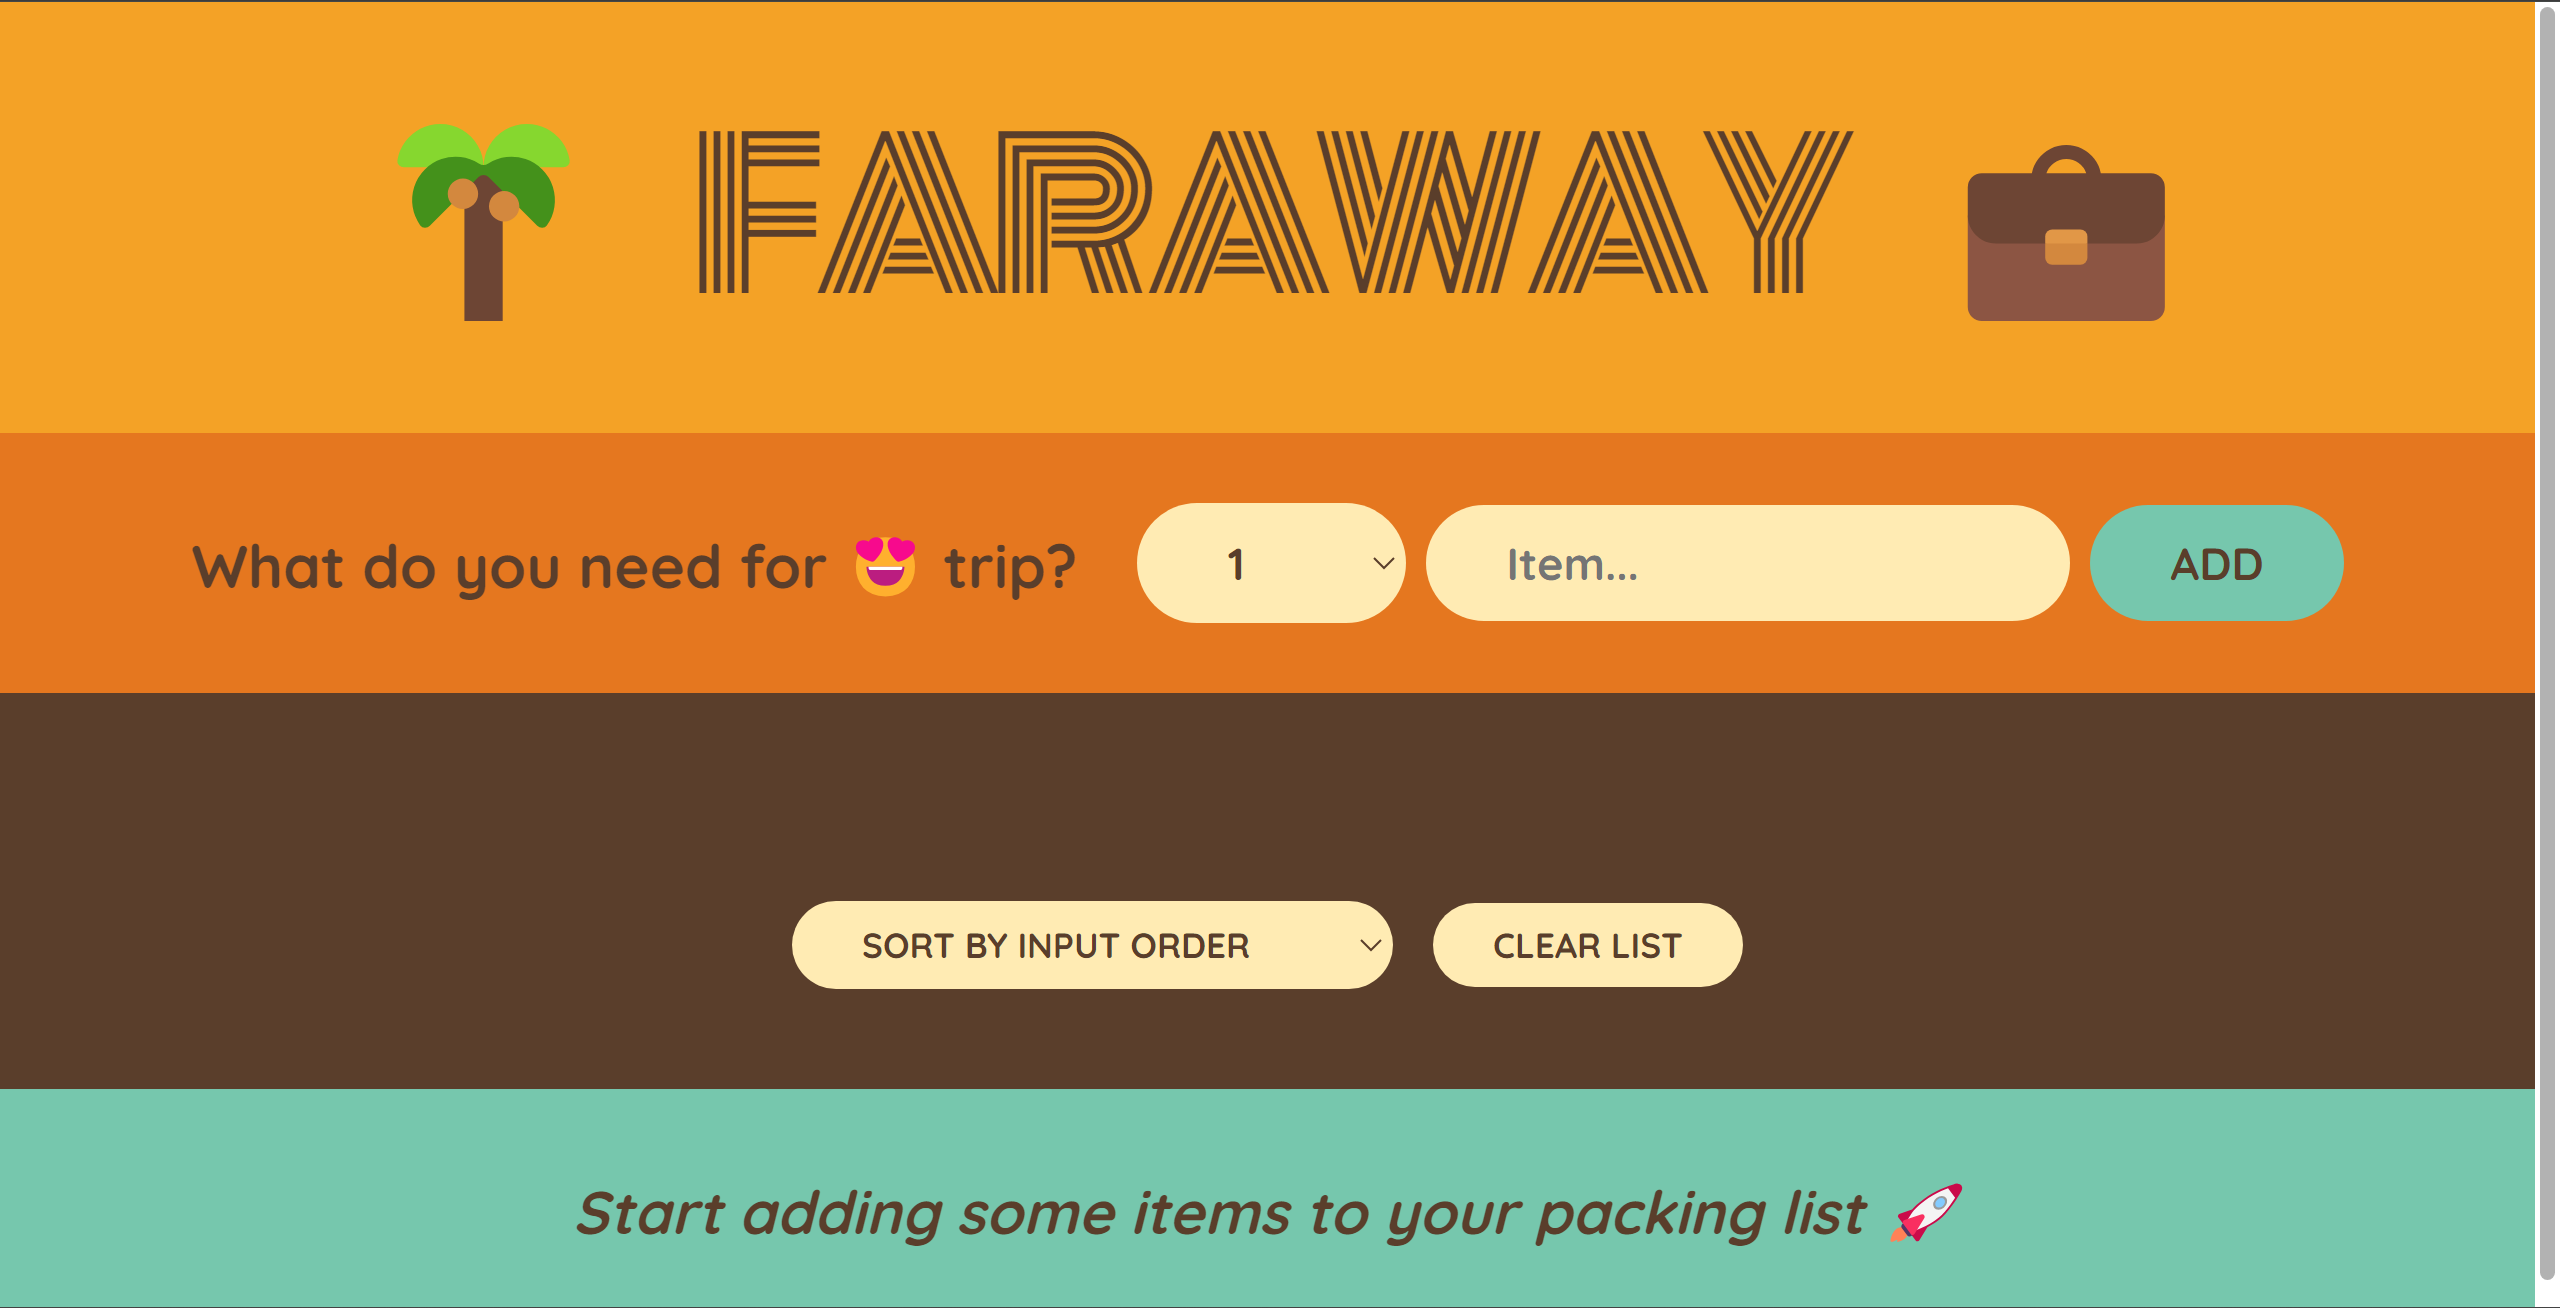 🌴 FARAWAY 💼
What do you need for 😍 trip?
1
Item...
ADD
SORT BY INPUT ORDER
CLEAR LIST
Start adding some items to your packing list 🚀